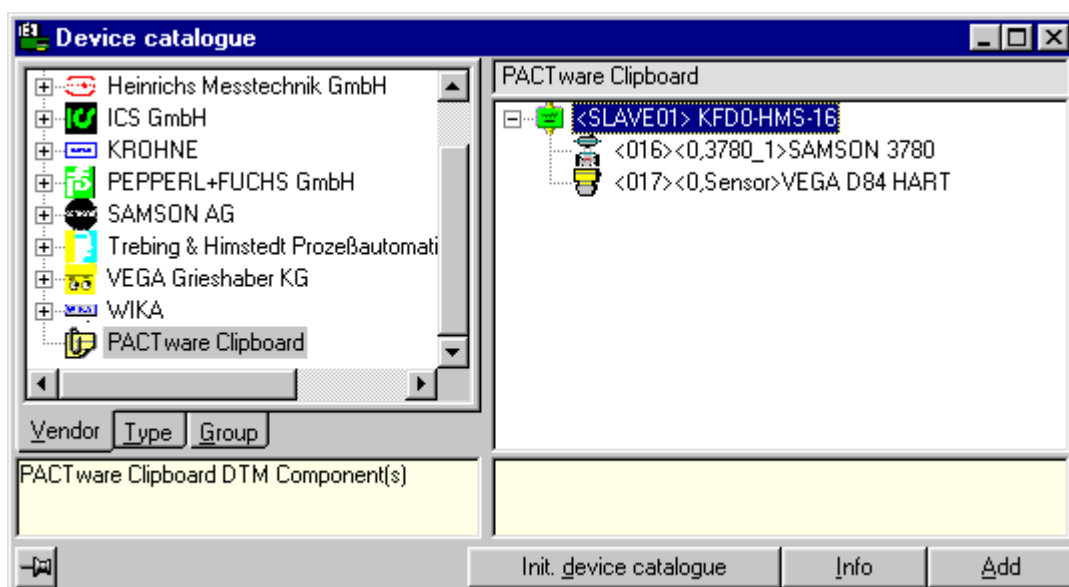 Device catalogue
Heinrichs Messtechnik GmbH
ICS GmbH
KROHNE
PEPPERL+FUCHS GmbH
SAMSON AG
Trebing & Himstedt Prozeßautomati
VEGA Grieshaber KG
WIKA
PACTware Clipboard
Vendor Type Group
PACTware Clipboard DTM Component(s)
PACTware Clipboard
<SLAVE01> KFD0-HMS-16
<016><0,3780_1>SAMSON 3780
<017><0,Sensor>VEGA D84 HART
Init. device catalogue Info Add